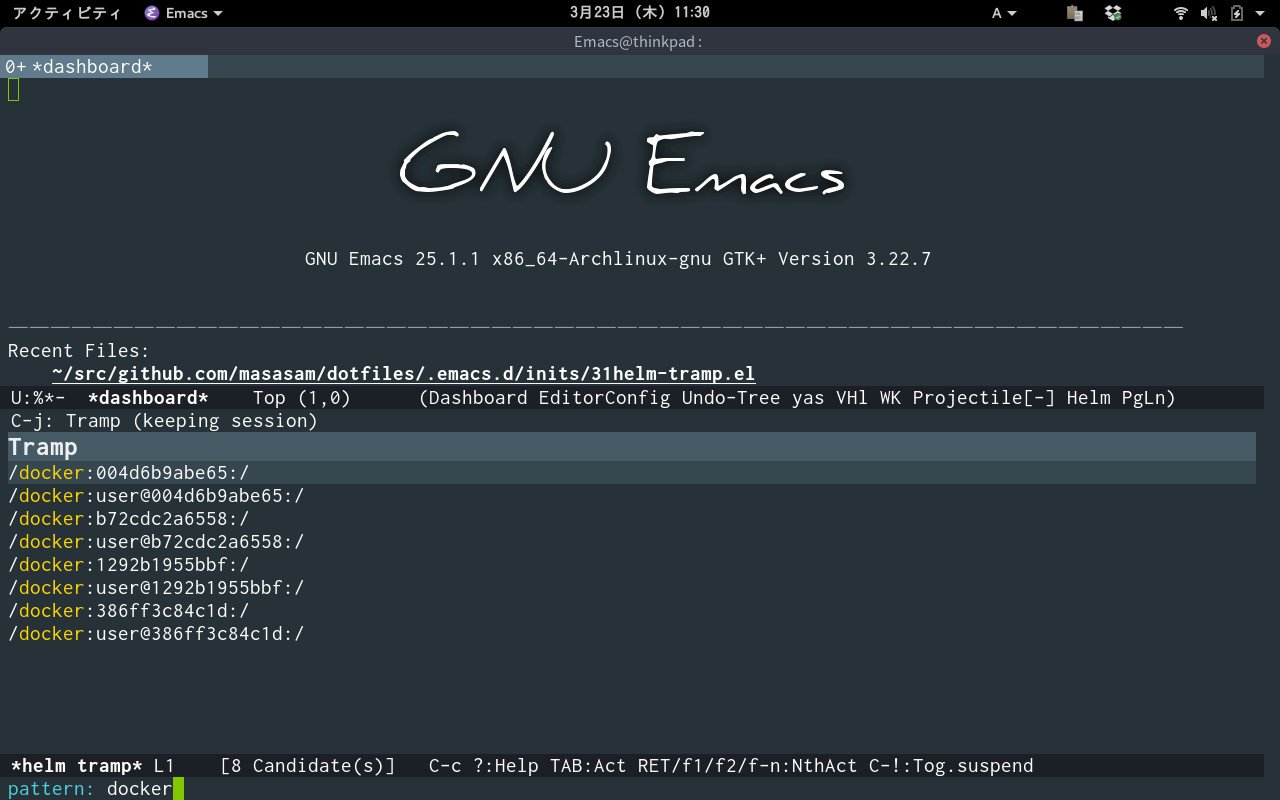 アクティビティ Emacs 3月23日 (木) 11:30 A
Emacs@thinkpad:
0+ *dashboard*
GNU Emacs
GNU Emacs 25.1.1 x86_64-Archlinux-gnu GTK+ Version 3.22.7
Recent Files:
~/src/github.com/masasam/dotfiles/.emacs.d/inits/31helm-tramp.el
U:%*- *dashboard* Top (1,0) (Dashboard EditorConfig Undo-Tree yas VHl WK Projectile[-] Helm PgLn)
C-j: Tramp (keeping session)
Tramp
/docker:004d6b9abe65:/
/docker:user@004d6b9abe65:/
/docker:b72cdc2a6558:/
/docker:user@b72cdc2a6558:/
/docker:1292b1955bbf:/
/docker:user@1292b1955bbf:/
/docker:386ff3c84c1d:/
/docker:user@386ff3c84c1d:/
*helm tramp* L1 [8 Candidate(s)] C-c ?:Help TAB:Act RET/f1/f2/f-n:NthAct C-!:Tog.suspend
pattern: docker